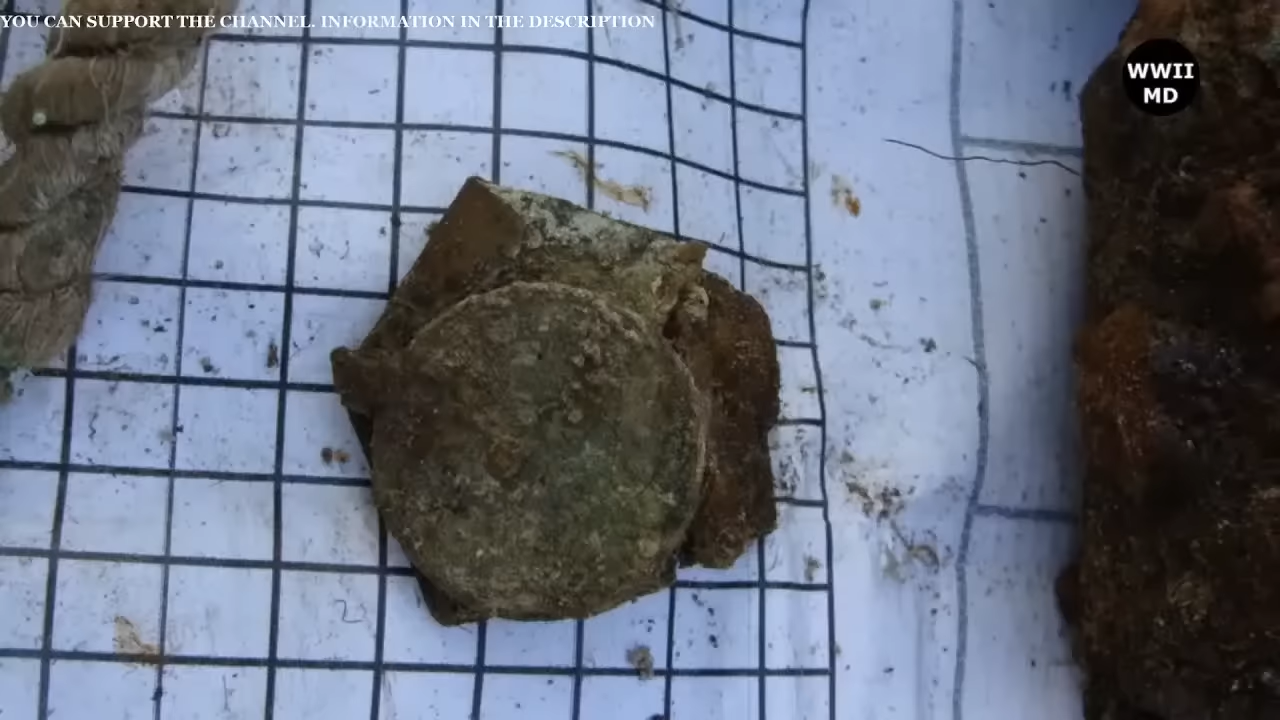 YOU CAN SUPPORT THE CHANNEL. INFORMATION IN THE DESCRIPTION
WWII
MD